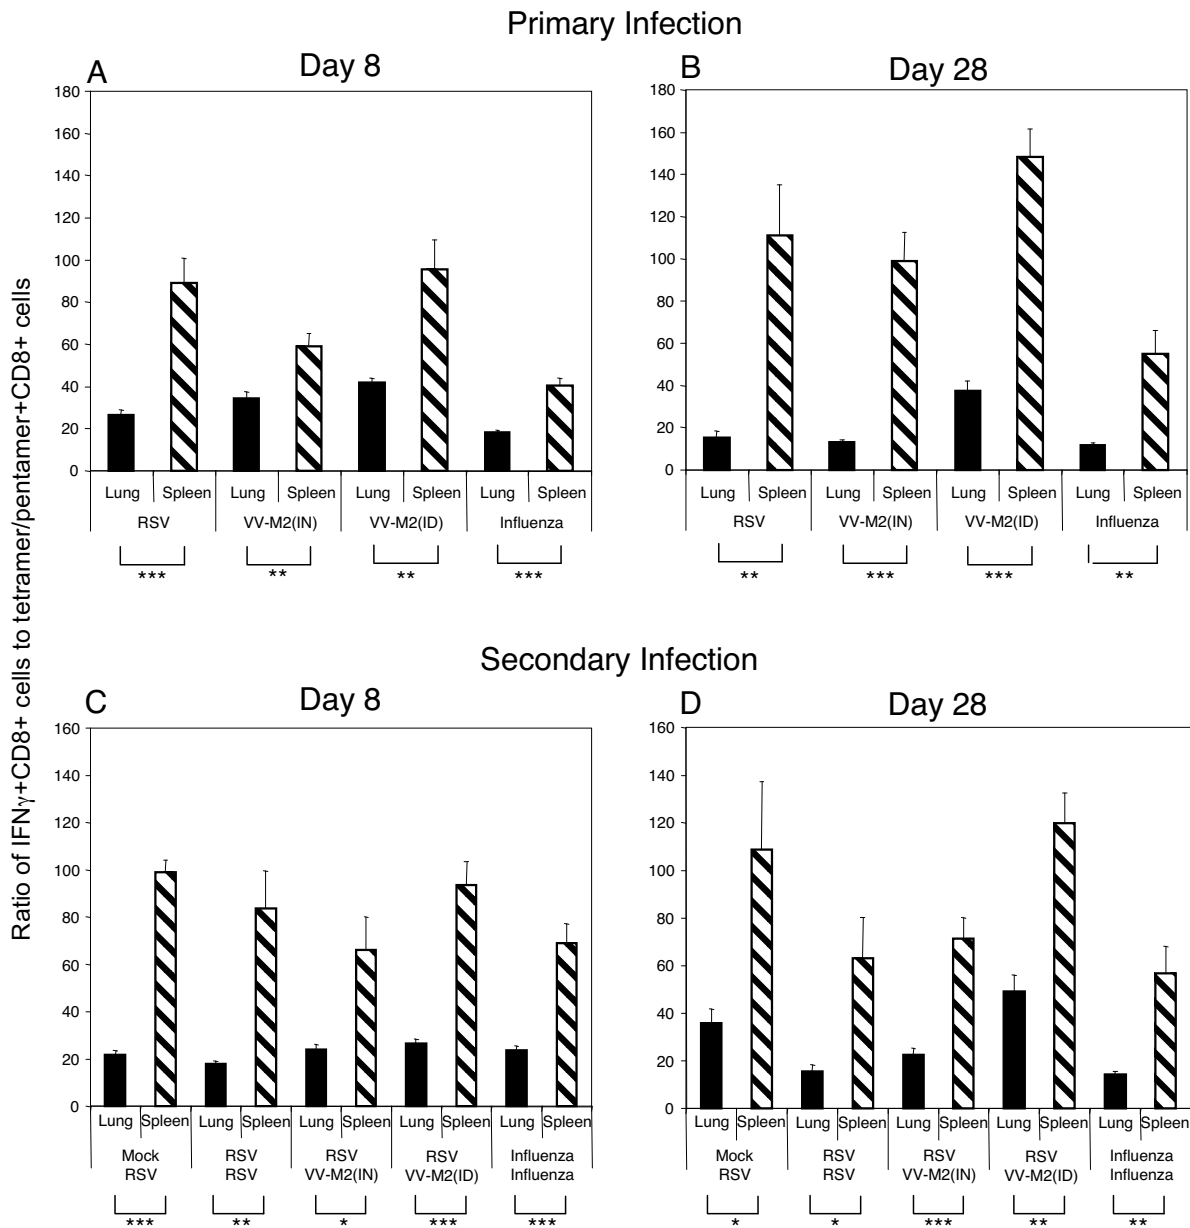 Primary Infection
Ratio of IFNγ+CD8+ cells to tetramer/pentamer+CD8+ cells
A
Day 8
180
160
140
120
100
80
60
40
20
0
Lung Spleen Lung Spleen Lung Spleen Lung Spleen
RSV VV-M2(IN) VV-M2(ID) Influenza
*** ** ** ***
B
Day 28
180
160
140
120
100
80
60
40
20
0
Lung Spleen Lung Spleen Lung Spleen Lung Spleen
RSV VV-M2(IN) VV-M2(ID) Influenza
** *** *** **
Secondary Infection
C
Day 8
160
140
120
100
80
60
40
20
0
Lung Spleen Lung Spleen Lung Spleen Lung Spleen Lung Spleen
Mock RSV RSV RSV Influenza
RSV RSV VV-M2(IN) VV-M2(ID) Influenza
*** ** * *** ***
D
Day 28
160
140
120
100
80
60
40
20
0
Lung Spleen Lung Spleen Lung Spleen Lung Spleen Lung Spleen
Mock RSV RSV RSV Influenza
RSV RSV VV-M2(IN) VV-M2(ID) Influenza
* * *** ** **